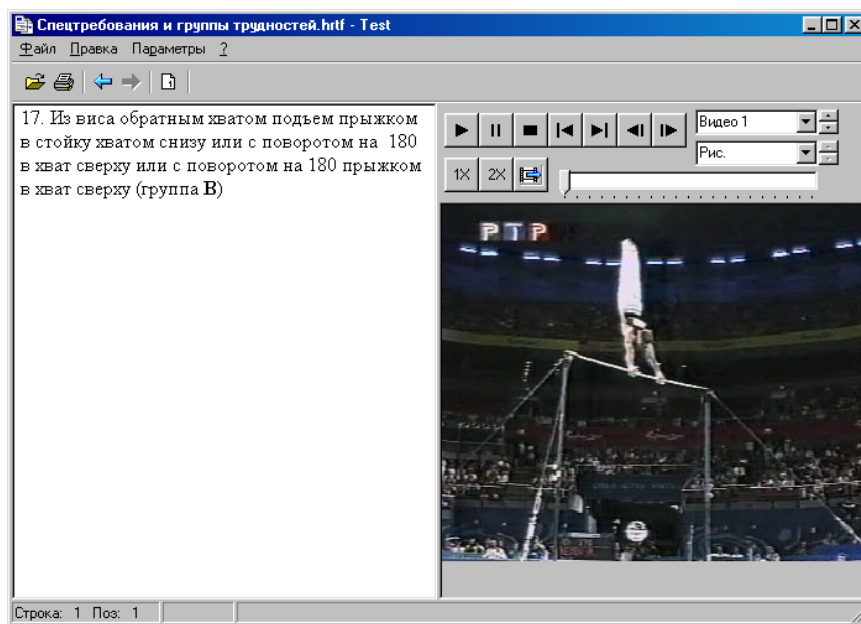 Спецтребования и группы трудностей.hrtf - Test
Файл Правка Параметры ?
17. Из виса обратным хватом подьем прыжком
в стойку хватом снизу или с поворотом на 180
в хват сверху или с поворотом на 180 прыжком
в хват сверху (группа В)
Видео 1
Рис.
1X 2X
РТР
Строка: 1 Поз: 1